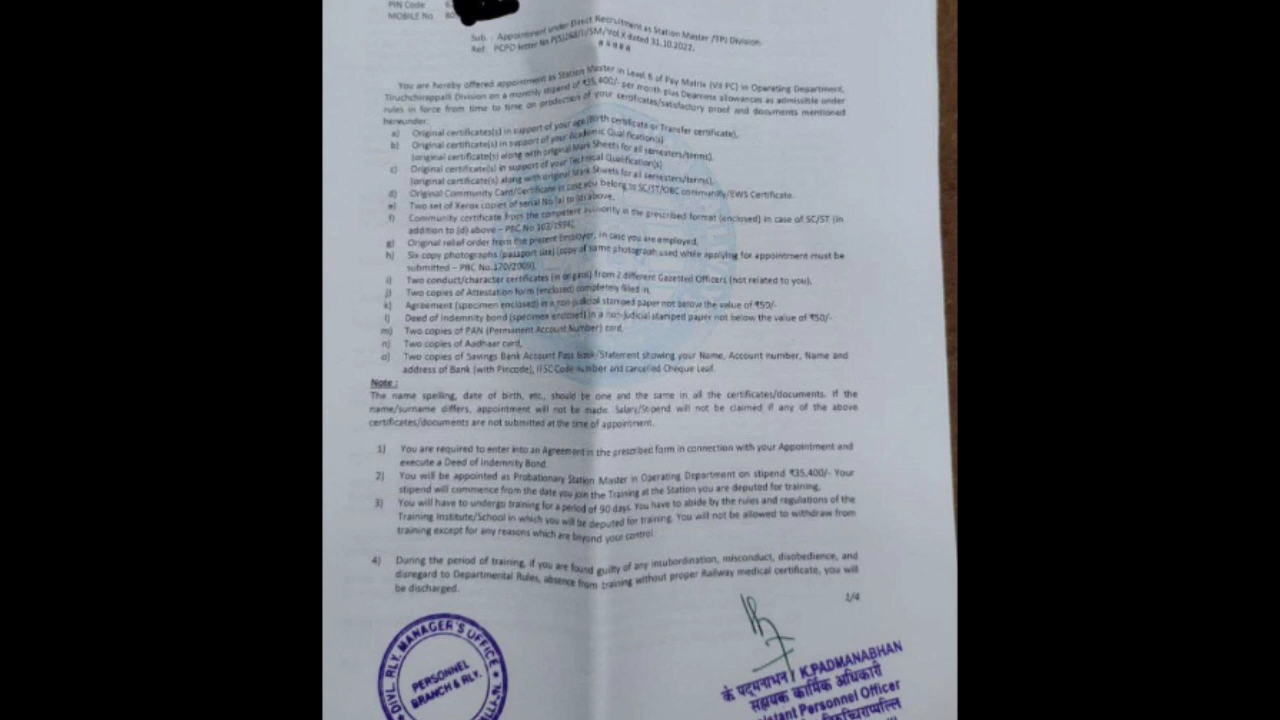 PIN Code
MOBILE No.
Sub. : Appointment under Direct Recruitment as Station Master /TPJ Division.
Ref: PCPO letter No P(S)268/I/SM/Vol.X dated 31.10.2022.
*****
You are hereby offered appointment as Station Master in Level 6 of Pay Matrix (VII PC) in Operating Department,
Tiruchchirappalli Division on a monthly stipend of ₹35,400/- per month plus Dearness allowances as admissible under
rules in force from time to time on production of your certificates/satisfactory proof and documents mentioned
hereunder:
a) Original certificates(s) in support of your age (Birth certificate or Transfer certificate),
b) Original certificate(s) in support of your Academic Qualification(s)
(original certificate(s) along with original Mark Sheets for all semesters/terms),
c) Original certificate(s) in support of your Technical Qualification(s)
(original certificate(s) along with original Mark Sheets for all semesters/terms),
d) Original Community Card/Certificate in case you belong to SC/ST/OBC community/EWS Certificate.
e) Two set of Xerox copies of serial No (a) to (d) above,
f) Community certificate from the competent authority in the prescribed format (enclosed) in case of SC/ST (in
addition to (d) above – PBC No 103/1994),
g) Original relief order from the present Employer, in case you are employed,
h) Six copy photographs (passport size) (copy of same photograph used while applying for appointment must be
submitted – PBC No.170/2009),
i) Two conduct/character certificates (in original) from 2 different Gazetted Officers (not related to you),
j) Two copies of Attestation form (enclosed) completely filled in,
k) Agreement (specimen enclosed) in a non-judicial stamped paper not below the value of ₹50/-
l) Deed of Indemnity bond (specimen enclosed) in a non-judicial stamped paper not below the value of ₹50/-
m) Two copies of PAN (Permanent Account Number) card,
n) Two copies of Aadhaar card,
o) Two copies of Savings Bank Account Pass Book/Statement showing your Name, Account number, Name and
address of Bank (with Pincode), IFSC Code number and cancelled Cheque Leaf.
Note :
The name spelling, date of birth, etc., should be one and the same in all the certificates/documents. If the
name/surname differs, appointment will not be made. Salary/Stipend will not be claimed if any of the above
certificates/documents are not submitted at the time of appointment.
1) You are required to enter into an Agreement in the prescribed form in connection with your Appointment and
execute a Deed of Indemnity Bond.
2) You will be appointed as Probationary Station Master in Operating Department on stipend ₹35,400/- Your
stipend will commence from the date you join the Training at the Station you are deputed for training.
3) You will have to undergo training for a period of 90 days. You have to abide by the rules and regulations of the
Training Institute/School in which you will be deputed for training. You will not be allowed to withdraw from
training except for any reasons which are beyond your control.
4) During the period of training, if you are found guilty of any insubordination, misconduct, disobedience, and
disregard to Departmental Rules, absence from training without proper Railway medical certificate, you will
be discharged.
1/4
DIVL. RLY. MANAGER'S OFFICE
PERSONNEL
BRANCH & RLY.
के पद्मनाभन / K.PADMANABHAN
सहायक कार्मिक अधिकारी
Assistant Personnel Officer